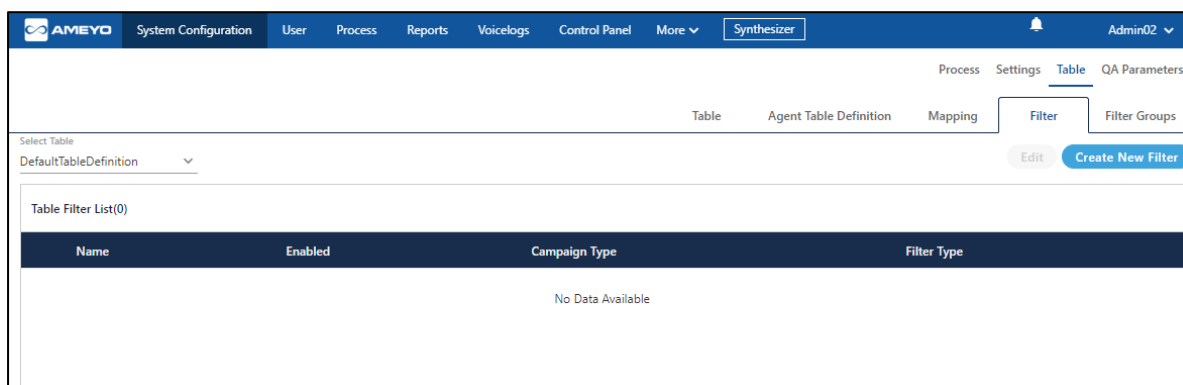 AMEYO System Configuration User Process Reports Voicelogs Control Panel More Synthesizer Admin02
Process Settings Table QA Parameters
Table Agent Table Definition Mapping Filter Filter Groups
Select Table
DefaultTableDefinition Edit Create New Filter
Table Filter List(0)
Name Enabled Campaign Type Filter Type
No Data Available